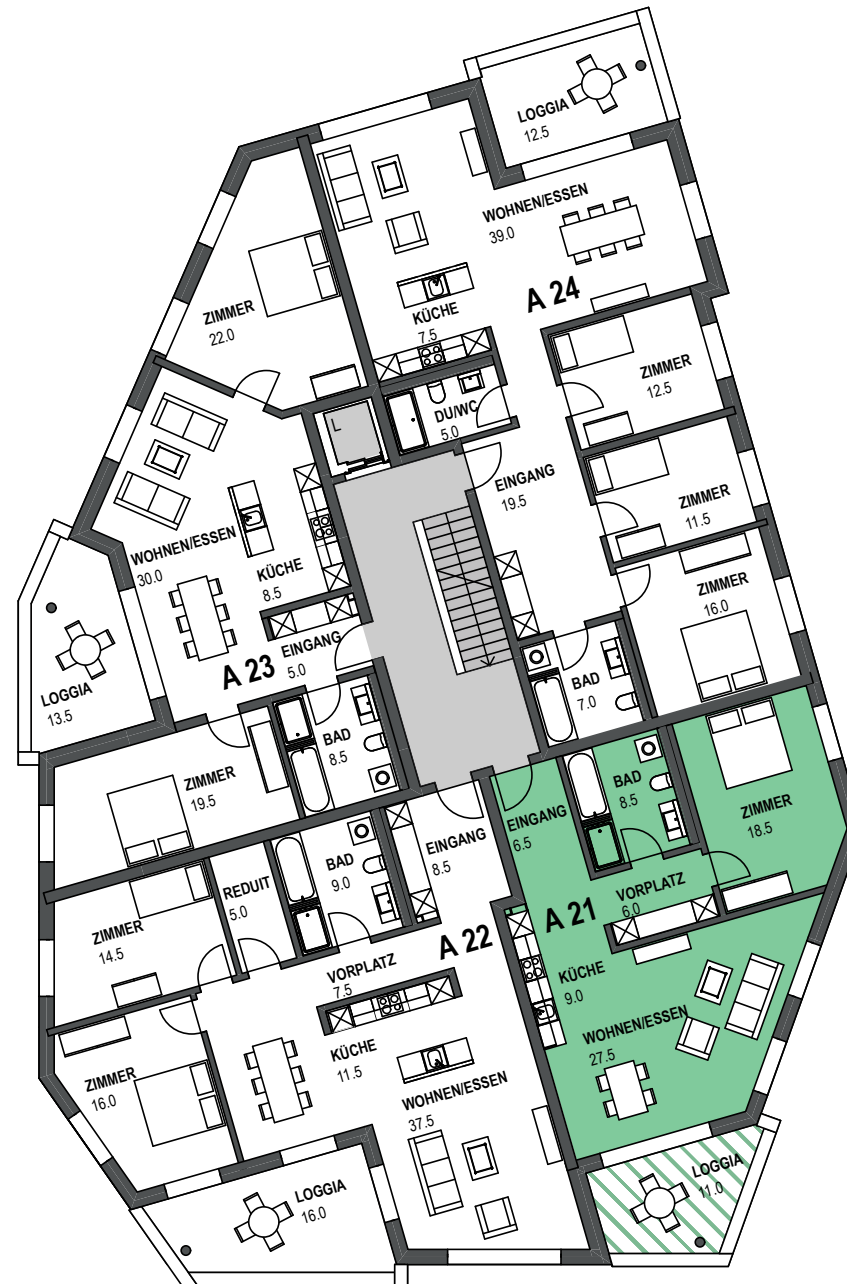 LOGGIA
12.5
WOHNEN/ESSEN
39.0
KÜCHE
7.5
A 24
ZIMMER
12.5
DU/WC
5.0
EINGANG
19.5
ZIMMER
11.5
ZIMMER
16.0
BAD
7.0
ZIMMER
22.0
L
WOHNEN/ESSEN
30.0
KÜCHE
8.5
EINGANG
5.0
A 23
LOGGIA
13.5
BAD
8.5
ZIMMER
19.5
EINGANG
6.5
BAD
8.5
ZIMMER
18.5
VORPLATZ
6.0
A 21
KÜCHE
9.0
WOHNEN/ESSEN
27.5
LOGGIA
11.0
EINGANG
8.5
BAD
9.0
REDUIT
5.0
ZIMMER
14.5
A 22
VORPLATZ
7.5
KÜCHE
11.5
WOHNEN/ESSEN
37.5
ZIMMER
16.0
LOGGIA
16.0